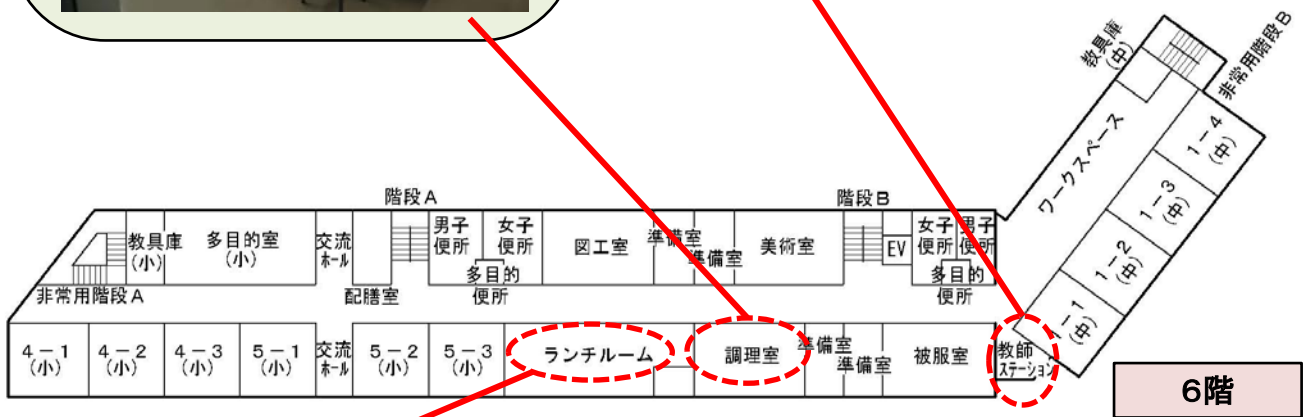 教具庫
(中)
非常用階段B
ワークスペース
1-4
(中)
1-3
(中)
1-2
(中)
1-1
(中)
階段A
階段B
教具庫
(小)
多目的室
(小)
交流
ホール
男子
便所
女子
便所
多目的
便所
図工室
準備室
準備室
美術室
EV
女子
便所
男子
便所
多目的
便所
非常用階段A
配膳室
4-1
(小)
4-2
(小)
4-3
(小)
5-1
(小)
交流
ホール
5-2
(小)
5-3
(小)
ランチルーム
調理室
準備室
準備室
被服室
教師
ステーション
6階